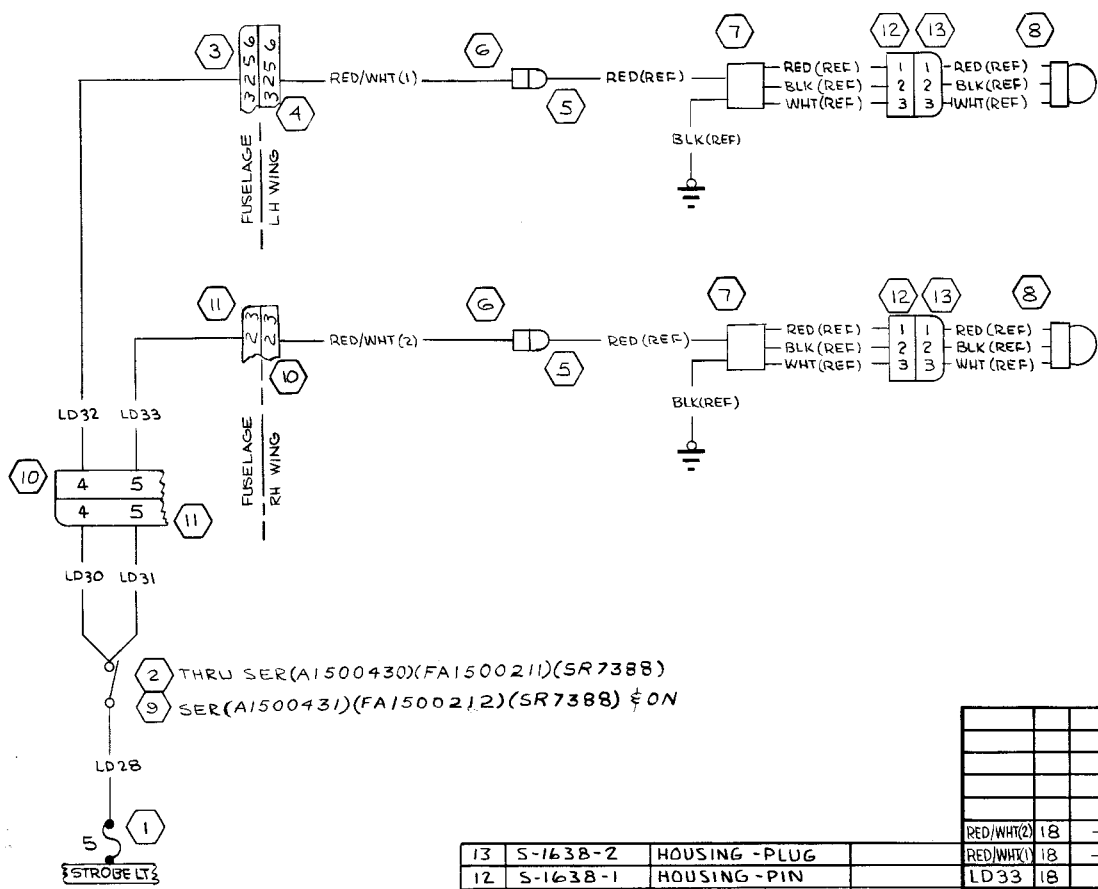 3 6 7 12 13 8
3 2 5 6
3 2 5 6
RED/WHT(1)
RED(REF)
RED(REF) 1 1 RED(REF)
BLK(REF) 2 2 BLK(REF)
WHT(REF) 3 3 WHT(REF)
4 5
BLK(REF)
FUSELAGE
LH WING
11 6 7 12 13 8
2 3
2 3
RED/WHT(2)
RED(REF)
RED(REF) 1 1 RED(REF)
BLK(REF) 2 2 BLK(REF)
WHT(REF) 3 3 WHT(REF)
10 5
BLK(REF)
FUSELAGE
RH WING
LD32 LD33
10 4 5
4 5 11
LD30 LD31
2 THRU SER(A1500430)(FA1500211)(SR7388)
9 SER(A1500431)(FA1500212)(SR7388) & ON
LD28
5 1
STROBE LT
RED/WHT(2) 18 -
13 S-1638-2 HOUSING-PLUG RED/WHT(1) 18 -
12 S-1638-1 HOUSING-PIN LD33 18